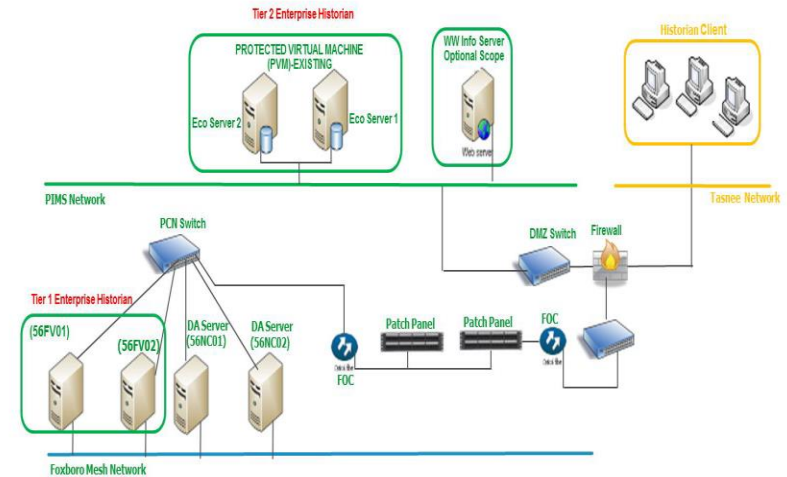 Tier 2 Enterprise Historian
PROTECTED VIRTUAL MACHINE
(PVM)-EXISTING
Eco Server 2
Eco Server 1
WW Info Server
Optional Scope
Web server
Historian Client
PIMS Network
Tasnee Network
PCN Switch
DMZ Switch
Firewall
Tier 1 Enterprise Historian
(56FV01)
(56FV02)
DA Server
(56NC01)
DA Server
(56NC02)
FOC
Patch Panel
Patch Panel
FOC
Foxboro Mesh Network